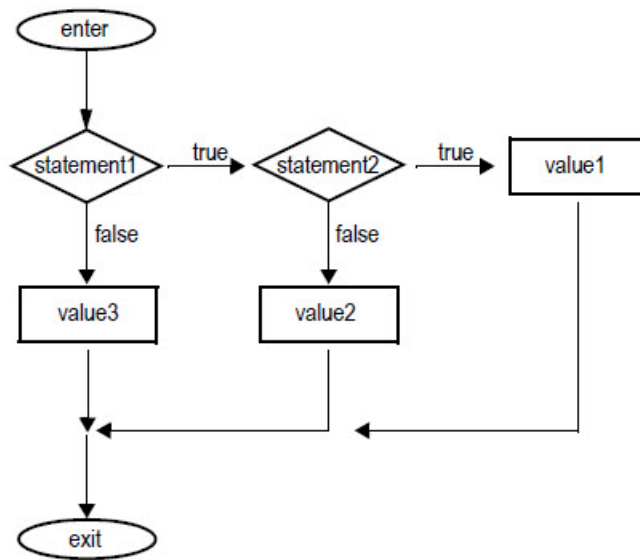 enter
statement1
true
statement2
true
value1
false
false
value3
value2
exit